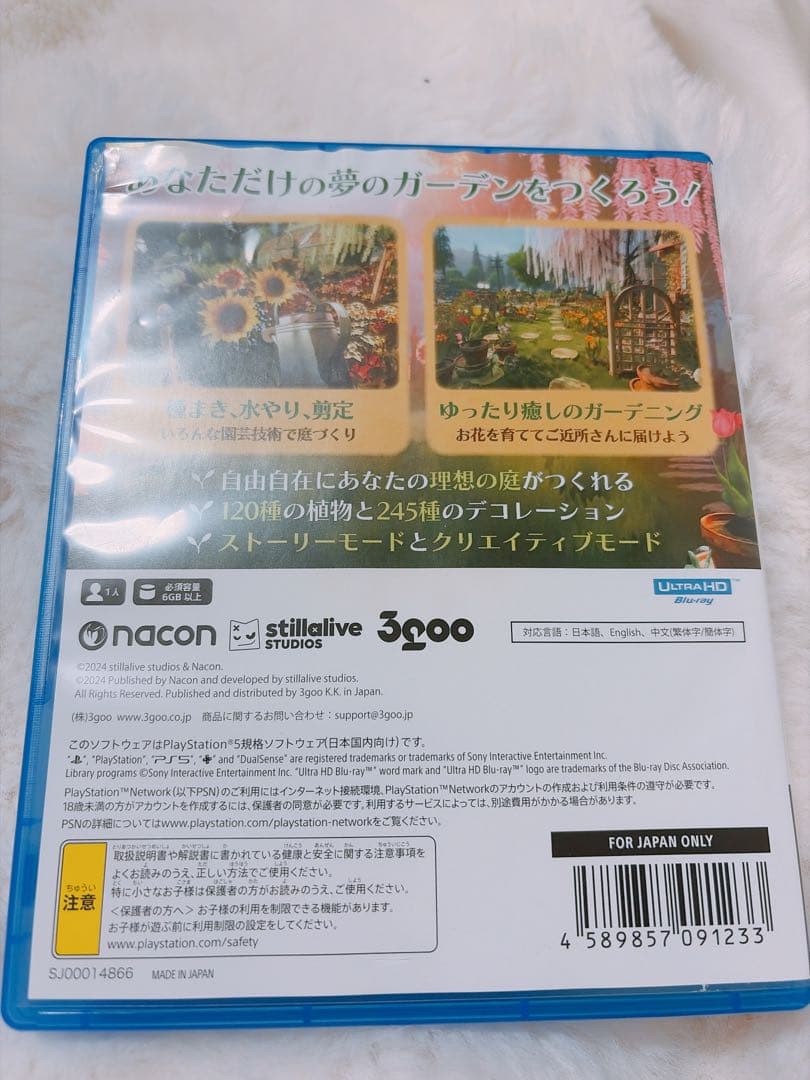 あなただけの夢のガーデンをつくろう!
種まき、水やり、剪定
いろんな園芸技術で庭づくり
ゆったり癒しのガーデニング
お花を育ててご近所さんに届けよう
自由自在にあなたの理想の庭がつくれる
120種の植物と245種のデコレーション
ストーリーモードとクリエイティブモード
1人
必須容量
6GB 以上
ULTRA HD
Blu-ray
nacon
stillalive
STUDIOS
3goo
対応言語:日本語、English、中文(繁体字/簡体字)
©2024 stillalive studios & Nacon.
©2024 Published by Nacon and developed by stillalive studios.
All Rights Reserved. Published and distributed by 3goo K.K. in Japan.
(株)3goo www.3goo.co.jp 商品に関するお問い合わせ:support@3goo.jp
このソフトウェアはPlayStation®5規格ソフトウェア(日本国内向け)です。
"PlayStation", "PS5", and "DualSense" are registered trademarks or trademarks of Sony Interactive Entertainment Inc.
Library programs ©Sony Interactive Entertainment Inc. "Ultra HD Blu-ray™" word mark and "Ultra HD Blu-ray™" logo are trademarks of the Blu-ray Disc Association.
PlayStation™Network(以下PSN)のご利用にはインターネット接続環境、PlayStation™Networkのアカウントの作成および利用条件の遵守が必要です。
18歳未満の方がアカウントを作成するには、保護者の同意が必要です。利用するサービスによっては、別途費用がかかる場合があります。
PSNの詳細についてはwww.playstation.com/playstation-networkをご覧ください。
ちゅうい
注意
取扱説明書や解説書に書かれている健康と安全に関する注意事項を
よくお読みのうえ、正しい方法でご使用ください。
特に小さなお子様は保護者の方がお読みのうえ、ご使用ください。
<保護者の方へ> お子様の利用を制限できる機能があります。
お子様が遊ぶ前に利用制限の設定をしてください。
www.playstation.com/safety
FOR JAPAN ONLY
4 589857 091233
SJ00014866 MADE IN JAPAN